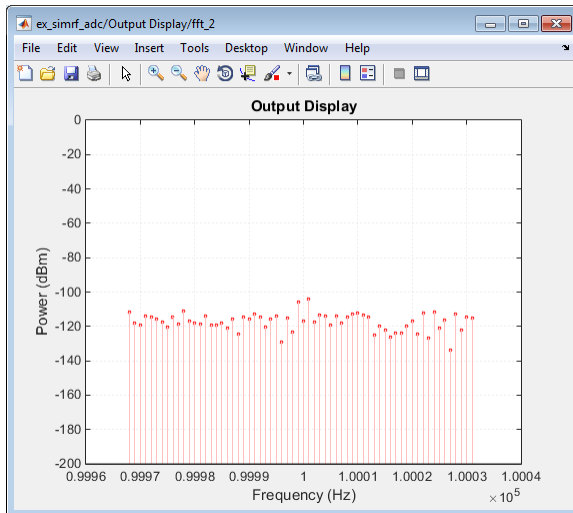 ex_simrf_adc/Output Display/fft_2
File Edit View Insert Tools Desktop Window Help
Output Display
0
-20
-40
-60
-80
-100
-120
-140
-160
-180
-200
Power (dBm)
0.9996 0.9997 0.9998 0.9999 1 1.0001 1.0002 1.0003 1.0004
Frequency (Hz)
×10^5